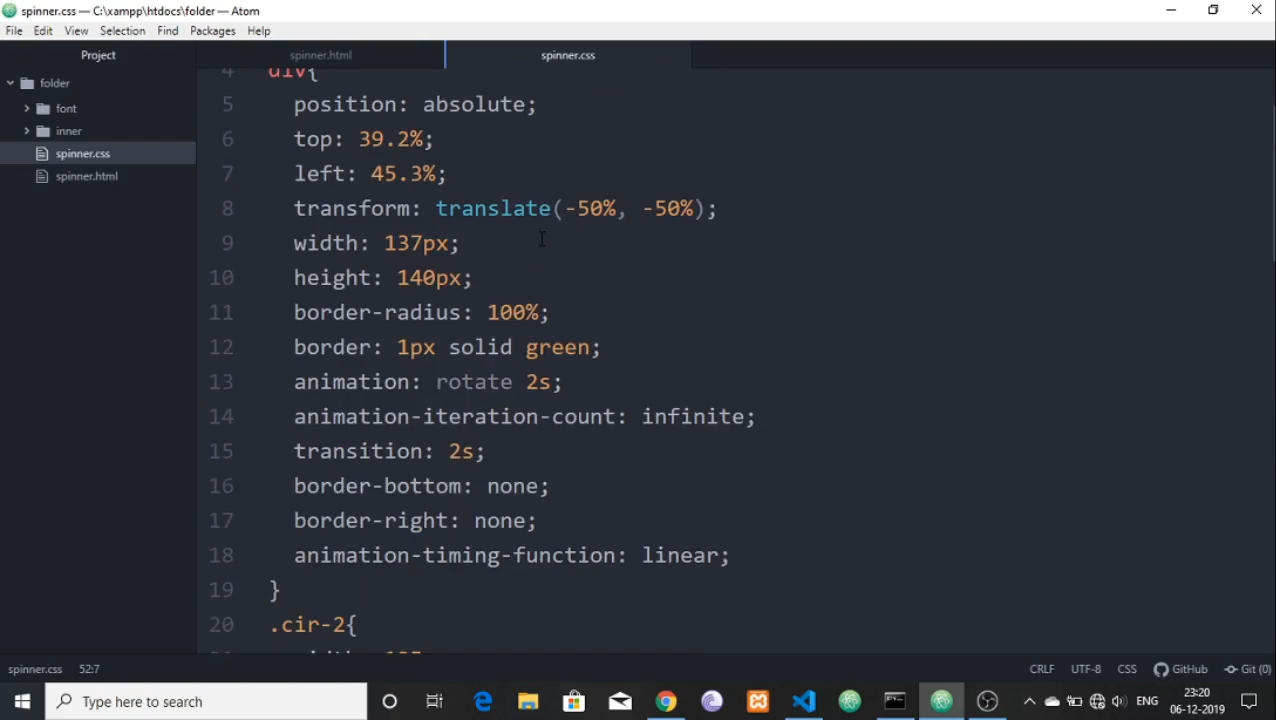 spinner.css — C:\xampp\htdocs\folder — Atom
File Edit View Selection Find Packages Help
Project
spinner.html
spinner.css
folder
font
inner
spinner.css
spinner.html
4 div{
5 position: absolute;
6 top: 39.2%;
7 left: 45.3%;
8 transform: translate(-50%, -50%);
9 width: 137px;
10 height: 140px;
11 border-radius: 100%;
12 border: 1px solid green;
13 animation: rotate 2s;
14 animation-iteration-count: infinite;
15 transition: 2s;
16 border-bottom: none;
17 border-right: none;
18 animation-timing-function: linear;
19 }
20 .cir-2{
spinner.css 52:7 CRLF UTF-8 CSS GitHub Git (0)
Type here to search
ENG
23:20
06-12-2019